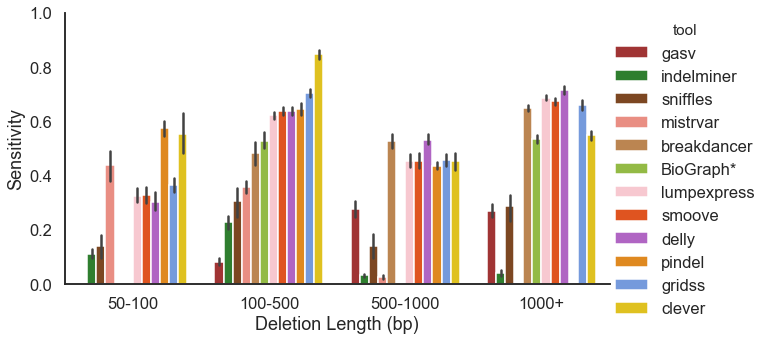 Sensitivity
1.0
0.8
0.6
0.4
0.2
0.0
50-100
100-500
500-1000
1000+
Deletion Length (bp)
tool
gasv
indelminer
sniffles
mistrvar
breakdancer
BioGraph*
lumpexpress
smoove
delly
pindel
gridss
clever